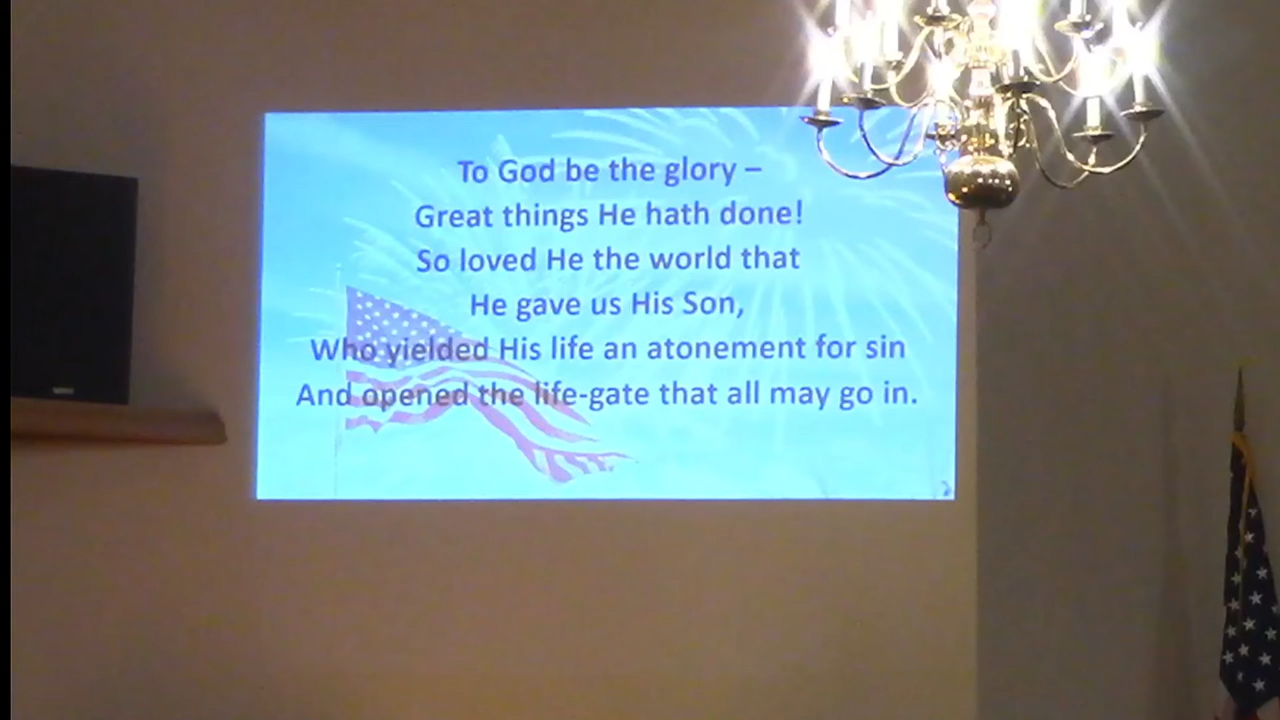 To God be the glory –
Great things He hath done!
So loved He the world that
He gave us His Son,
Who yielded His life an atonement for sin
And opened the life-gate that all may go in.